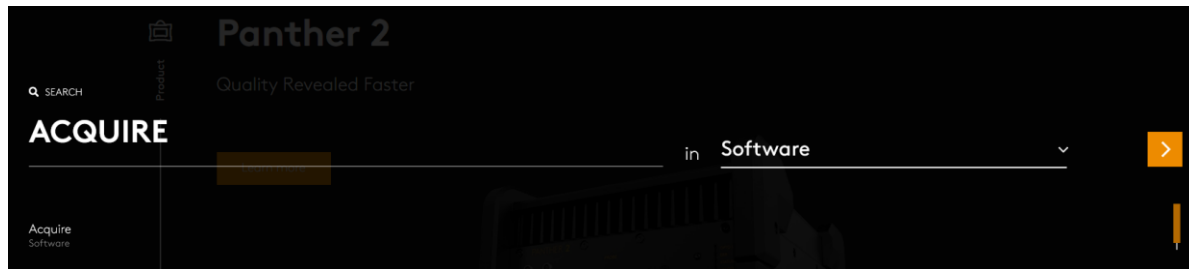 Panther 2
Product
Quality Revealed Faster
SEARCH
ACQUIRE
in
Software
Acquire
Software